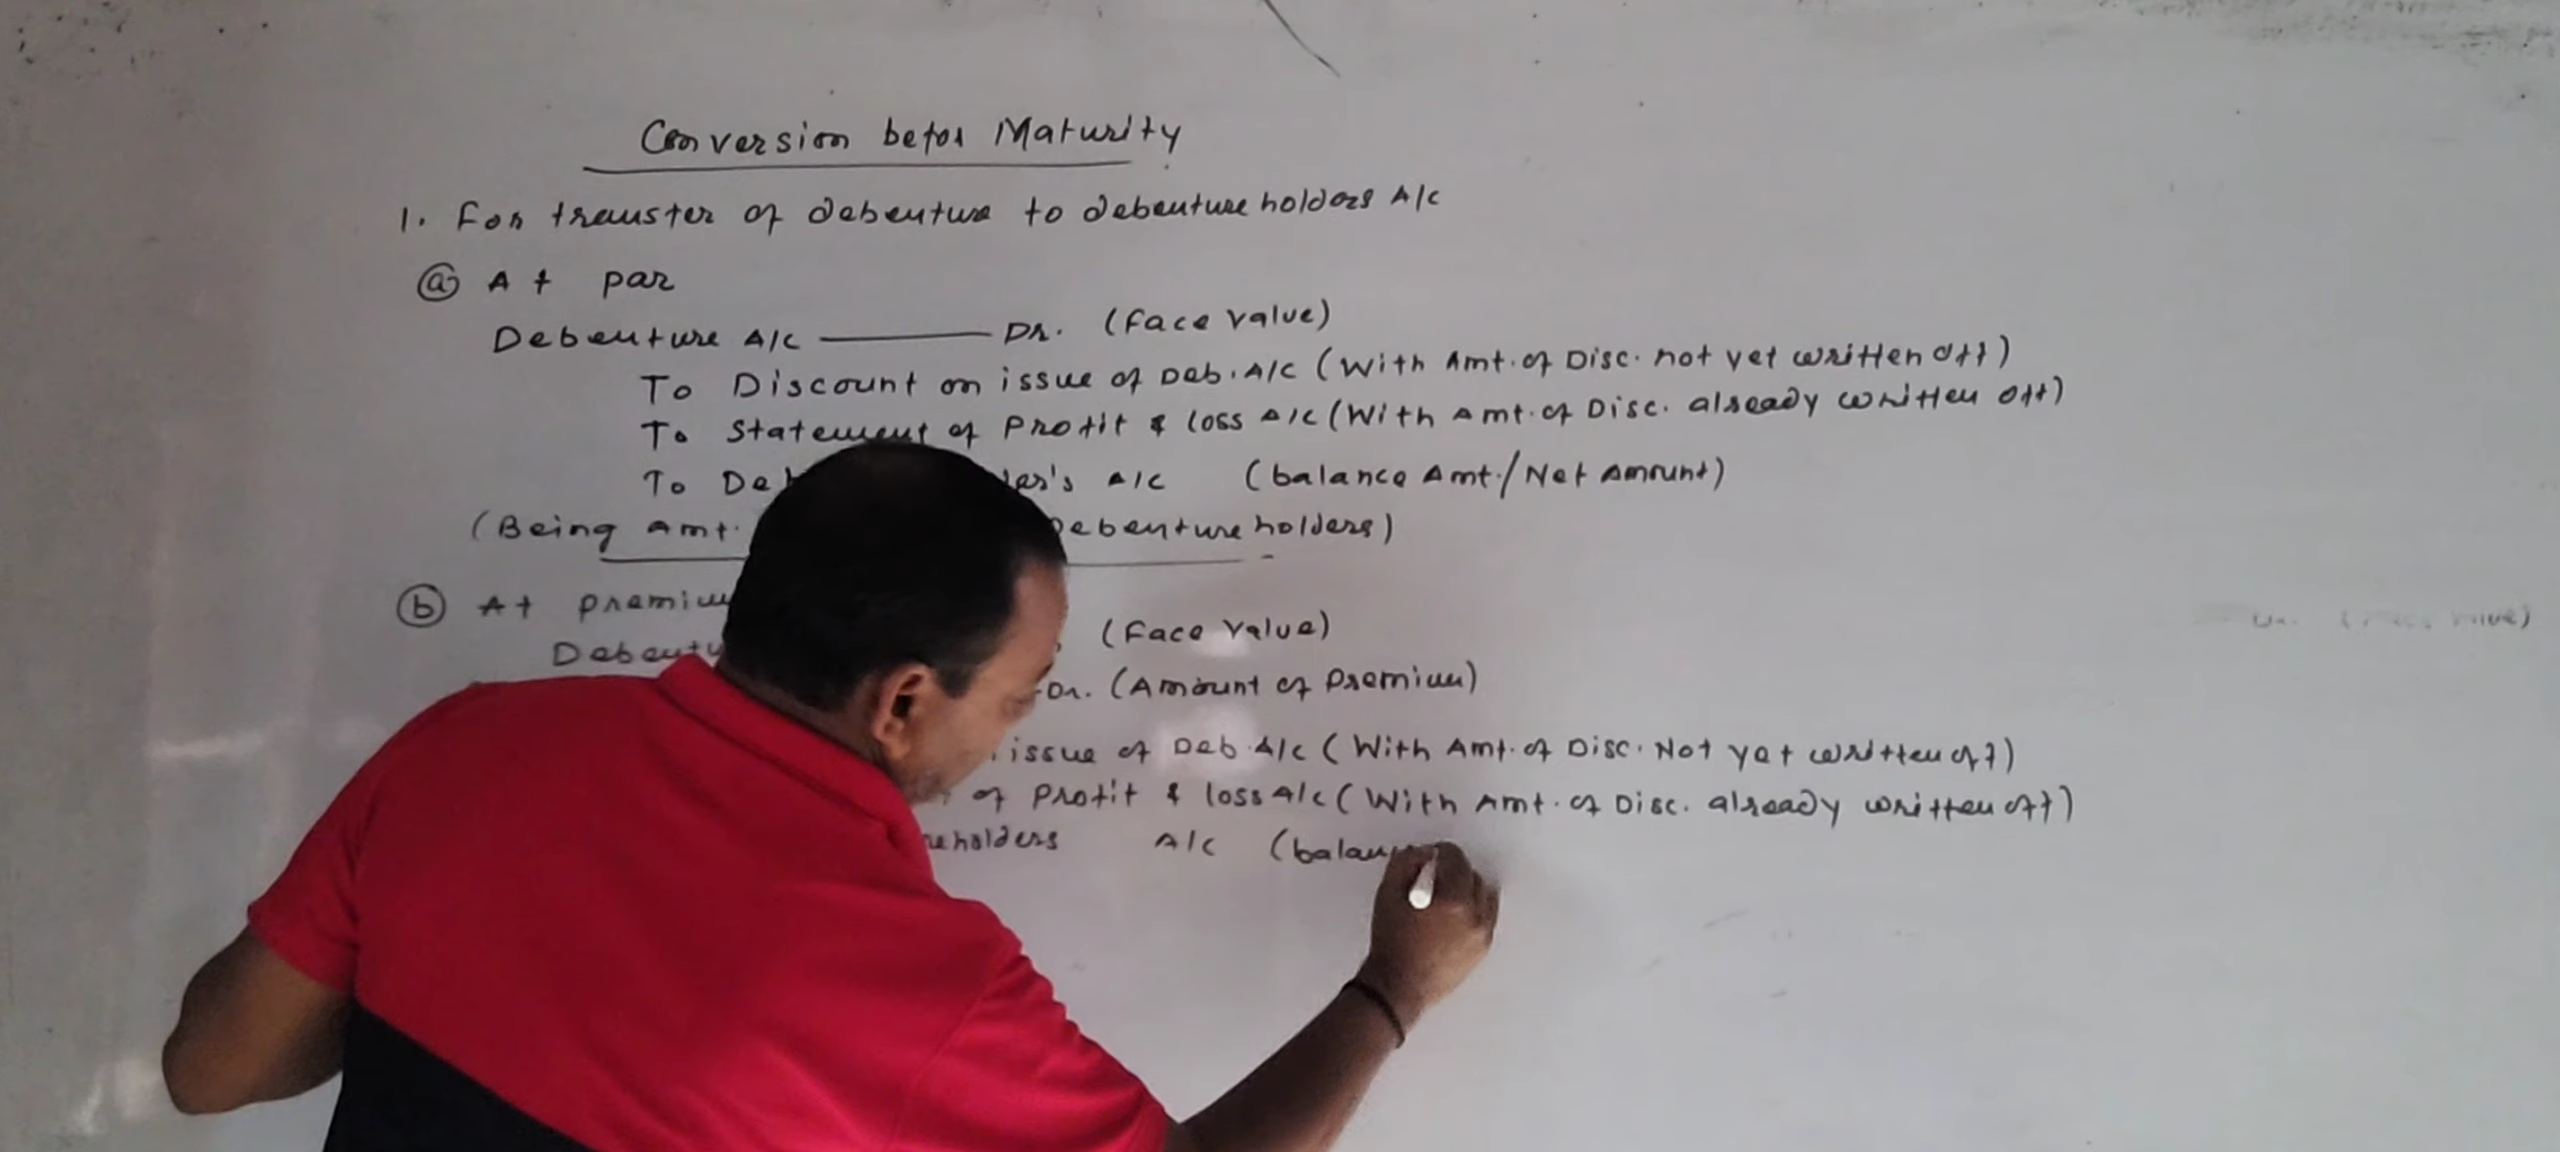 Conversion befor Maturity
1. For transfer of debenture to debenture holders A/c
(a) At par
Debenture A/c ——— Dr. (Face value)
To Discount on issue of Deb. A/c (With Amt. of Disc. not yet written off)
To Statement of Profit & loss A/c (With Amt. of Disc. already written off)
To A/c (balance Amt./Net Amount)
(Being Amt. Debenture holders)
(b) At premium
(Face Value)
Dr. (Amount of Premium)
issue of Deb. A/c (With Amt. of Disc. Not yet written off)
of Profit & loss A/c (With Amt. of Disc. already written off)
holders A/c